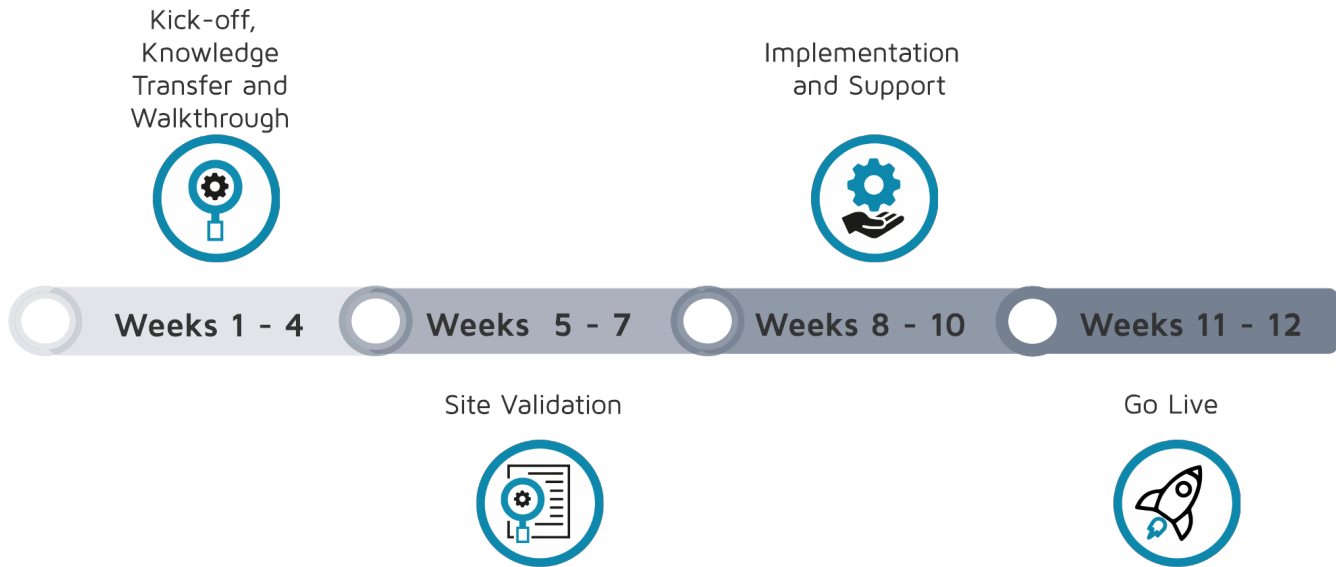 Kick-off,
Knowledge
Transfer and
Walkthrough
Implementation
and Support
Weeks 1 - 4
Weeks 5 - 7
Weeks 8 - 10
Weeks 11 - 12
Site Validation
Go Live